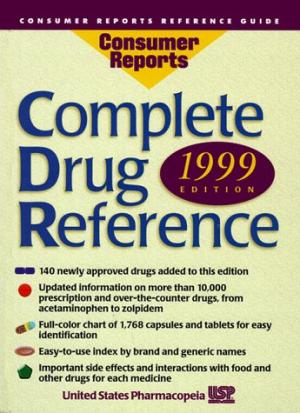 CONSUMER REPORTS REFERENCE GUIDE
Consumer
Reports
Complete
Drug
Reference
1999
EDITION
140 newly approved drugs added to this edition
Updated information on more than 10,000
prescription and over-the-counter drugs, from
acetaminophen to zolpidem
Full-color chart of 1,768 capsules and tablets for easy
identification
Easy-to-use index by brand and generic names
Important side effects and interactions with food and
other drugs for each medicine
United States Pharmacopeia USP